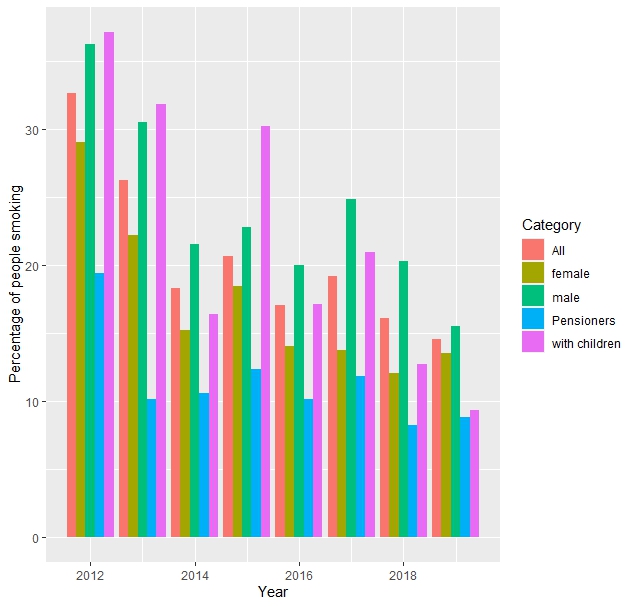 Percentage of people smoking
30
20
10
0
2012
2014
2016
2018
Year
Category
All
female
male
Pensioners
with children